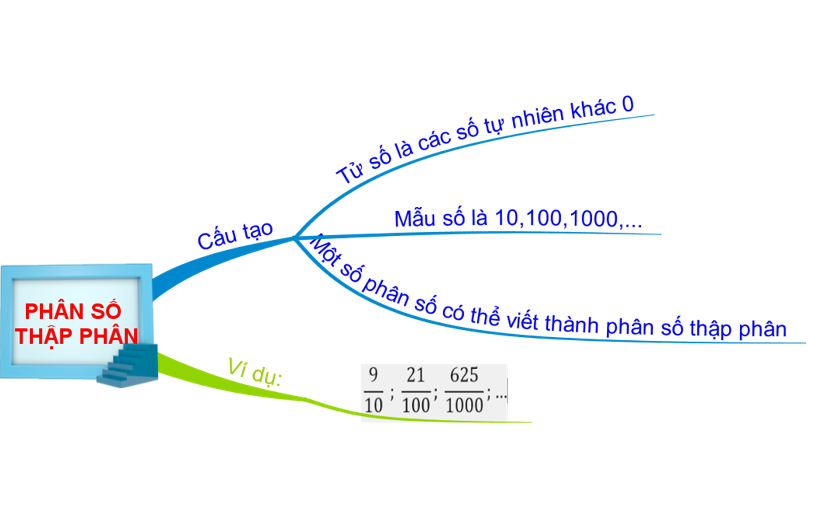 PHÂN SỐ
THẬP PHÂN
Cấu tạo
Tử số là các số tự nhiên khác 0
Mẫu số là 10,100,1000,...
Một số phân số có thể viết thành phân số thập phân
Ví dụ:
9/10 ; 21/100; 625/1000; ...